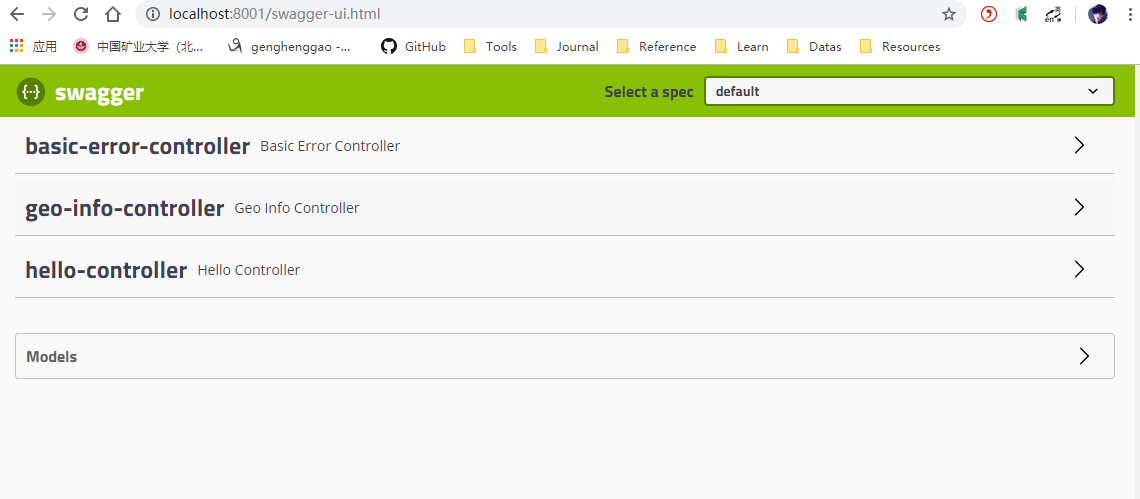 localhost:8001/swagger-ui.html
应用 中国矿业大学（北... genghenggao -... GitHub Tools Journal Reference Learn Datas Resources
{··} swagger Select a spec default
basic-error-controller Basic Error Controller
geo-info-controller Geo Info Controller
hello-controller Hello Controller
Models